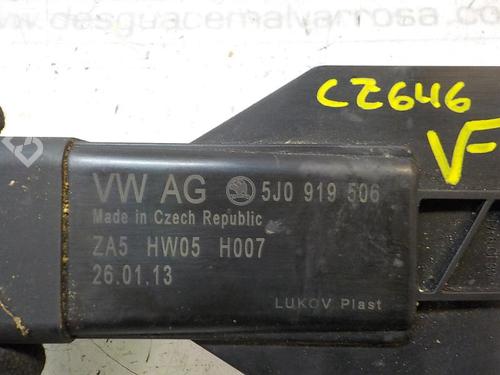 www.desguacemalvarrosa.com
CZ646
VF
VW AG 5J0 919 506
Made in Czech Republic
ZA5 HW05 H007
26.01.13
LUKOV Plast